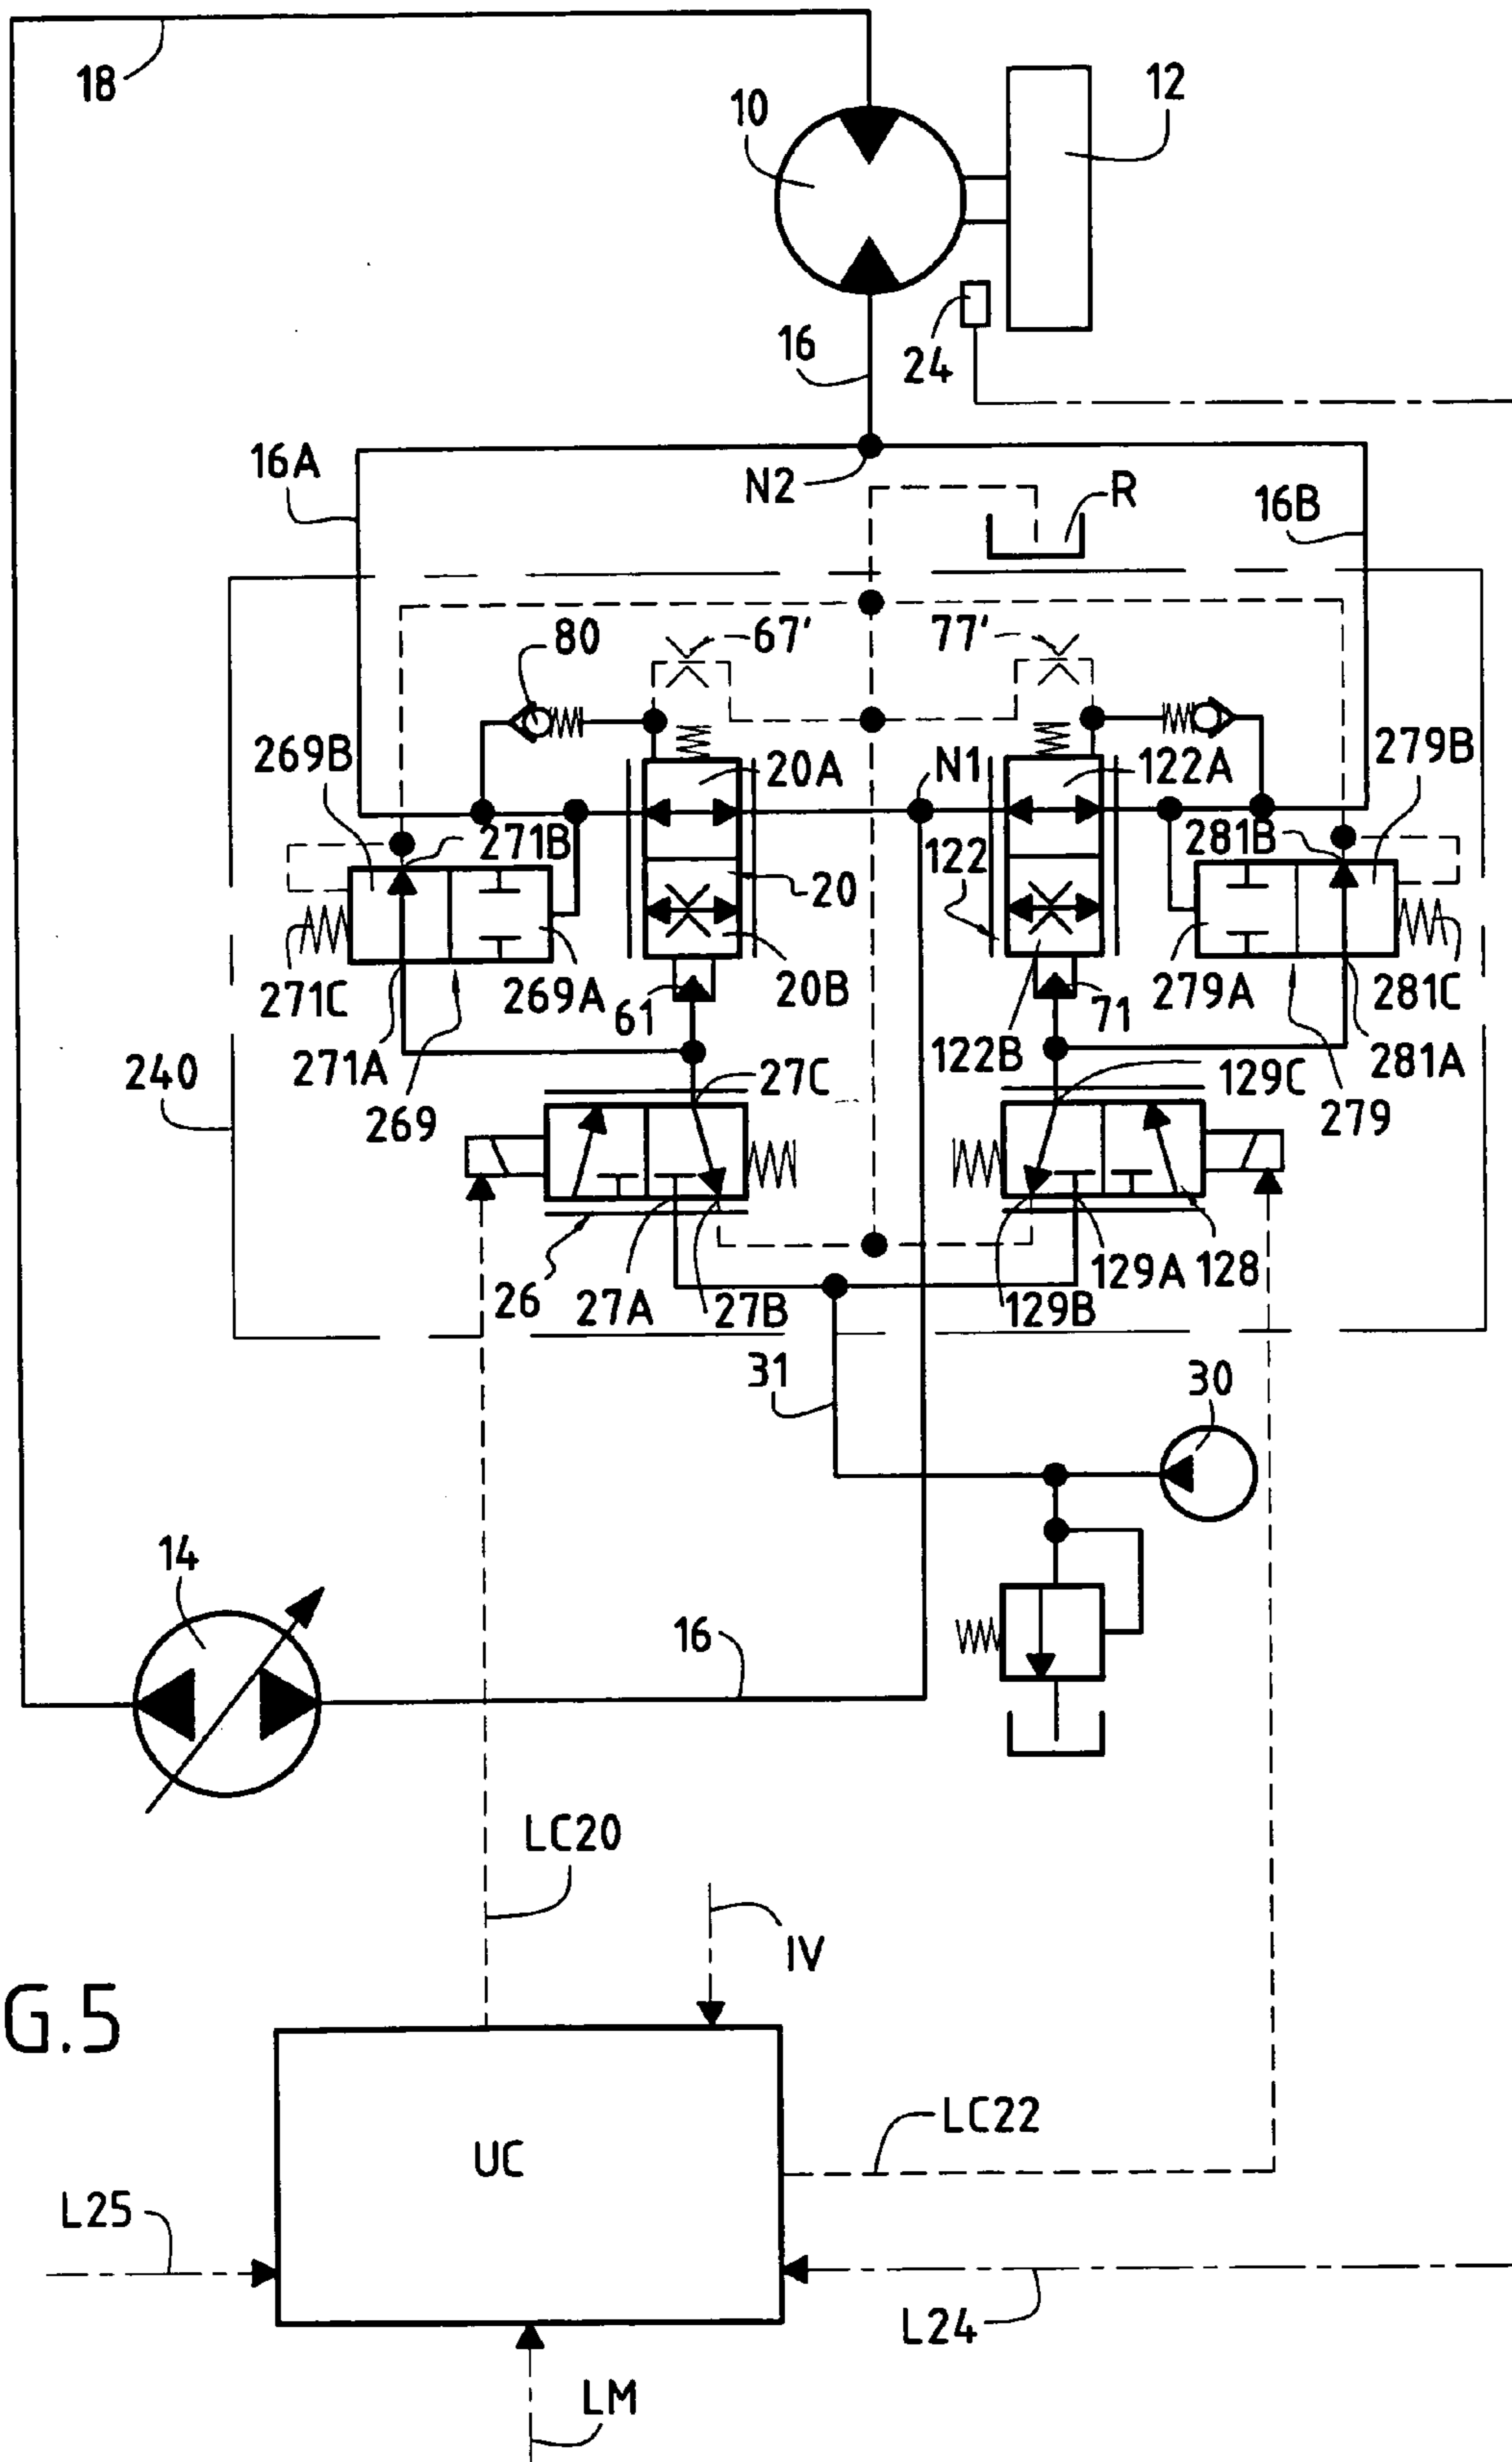 18
10
12
16
24
16A
N2
R
16B
80
67'
77'
269B
20A
N1
122A
279B
271B
281B
122
20
271C
269A
61
20B
279A
71
281C
271A
122B
281A
240
269
27C
129C
279
26
27A
27B
129B
129A
128
31
30
14
16
LC20
IV
G.5
UC
LC22
L25
L24
LM